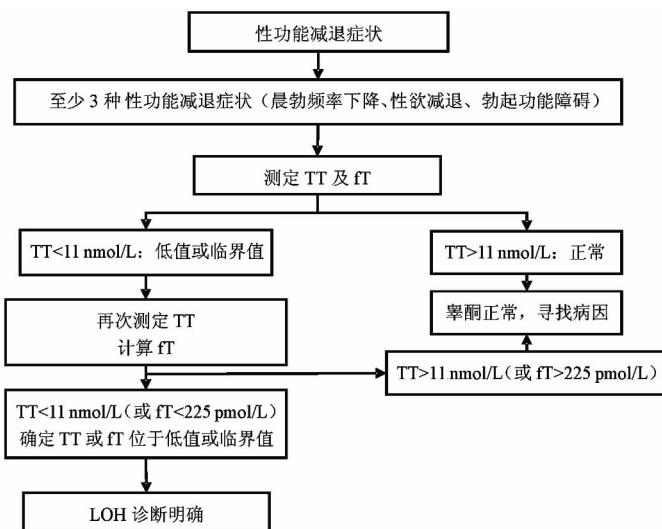 性功能减退症状
至少 3 种性功能减退症状（晨勃频率下降、性欲减退、勃起功能障碍）
测定 TT 及 fT
TT<11 nmol/L：低值或临界值
TT>11 nmol/L：正常
再次测定 TT
计算 fT
睾酮正常，寻找病因
TT>11 nmol/L（或 fT>225 pmol/L）
TT<11 nmol/L（或 fT<225 pmol/L）
确定 TT 或 fT 位于低值或临界值
LOH 诊断明确